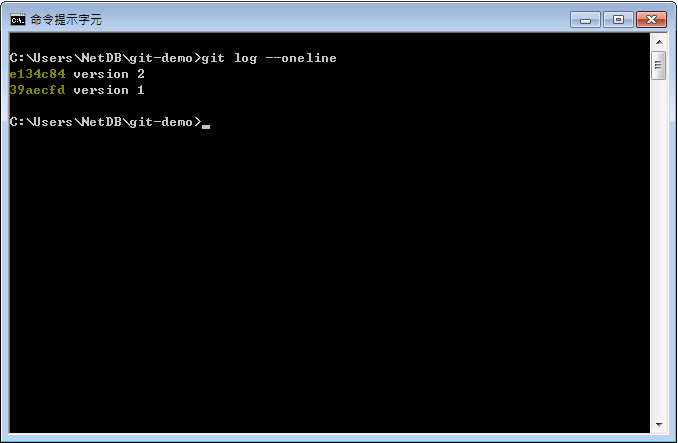 命令提示字元
C:\Users\NetDB\git-demo>git log --oneline
e134c84 version 2
39aecfd version 1
C:\Users\NetDB\git-demo>